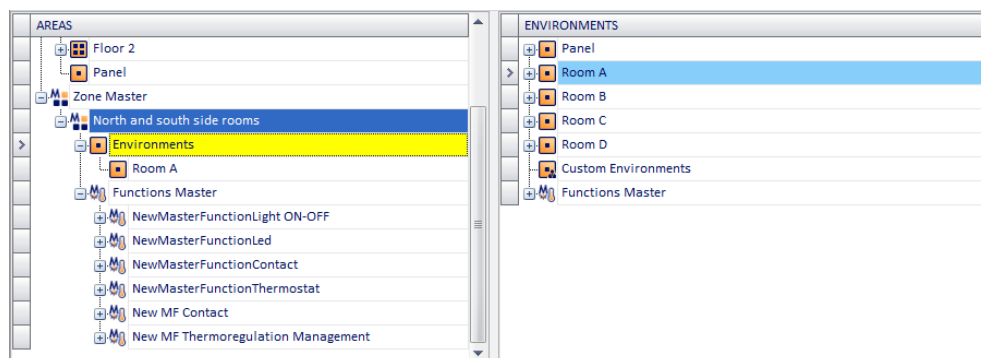 AREAS
Floor 2
Panel
Zone Master
North and south side rooms
Environments
Room A
Functions Master
NewMasterFunctionLight ON-OFF
NewMasterFunctionLed
NewMasterFunctionContact
NewMasterFunctionThermostat
New MF Contact
New MF Thermoregulation Management
ENVIRONMENTS
Panel
Room A
Room B
Room C
Room D
Custom Environments
Functions Master